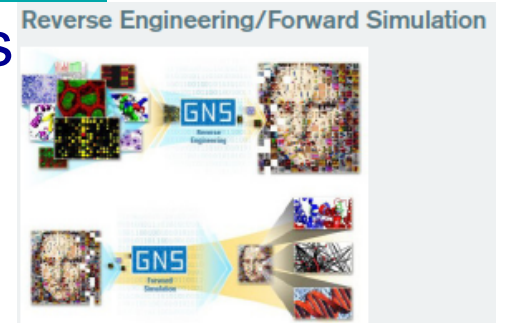 Reverse Engineering/Forward Simulation
s
GNS
Reverse
Engineering
GNS
Forward
Simulation